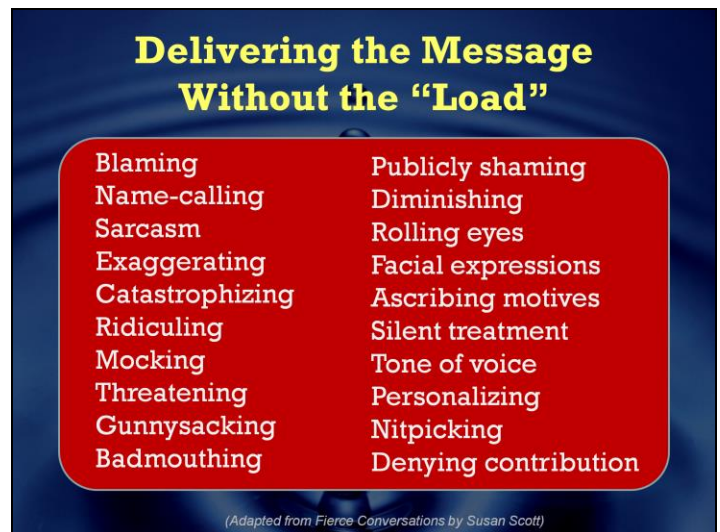 Delivering the Message
Without the “Load”
Blaming
Name-calling
Sarcasm
Exaggerating
Catastrophizing
Ridiculing
Mocking
Threatening
Gunnysacking
Badmouthing
Publicly shaming
Diminishing
Rolling eyes
Facial expressions
Ascribing motives
Silent treatment
Tone of voice
Personalizing
Nitpicking
Denying contribution
(Adapted from Fierce Conversations by Susan Scott)